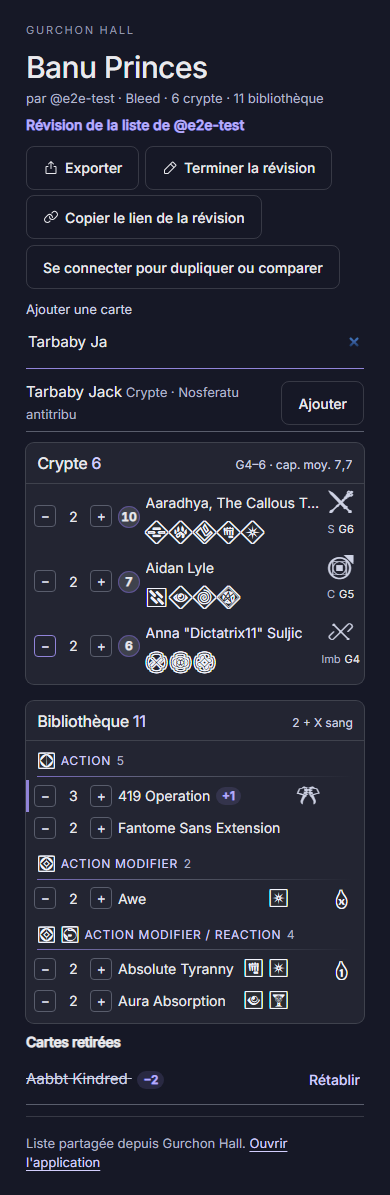 GURCHON HALL
Banu Princes
par @e2e-test · Bleed · 6 crypte · 11 bibliothèque
Révision de la liste de @e2e-test
Exporter
Terminer la révision
Copier le lien de la révision
Se connecter pour dupliquer ou comparer
Ajouter une carte
Tarbaby Ja
Tarbaby Jack Crypte · Nosferatu
antitribu
Ajouter
Crypte 6
G4–6 · cap. moy. 7,7
− 2 + 10 Aaradhya, The Callous T...
S G6
− 2 + 7 Aidan Lyle
C G5
− 2 + 6 Anna "Dictatrix11" Suljic
Imb G4
Bibliothèque 11
2 + X sang
ACTION 5
− 3 + 419 Operation +1
− 2 + Fantome Sans Extension
ACTION MODIFIER 2
− 2 + Awe X
ACTION MODIFIER / REACTION 4
− 2 + Absolute Tyranny 1
− 2 + Aura Absorption
Cartes retirées
Aabbt Kindred −2
Rétablir
Liste partagée depuis Gurchon Hall. Ouvrir
l'application